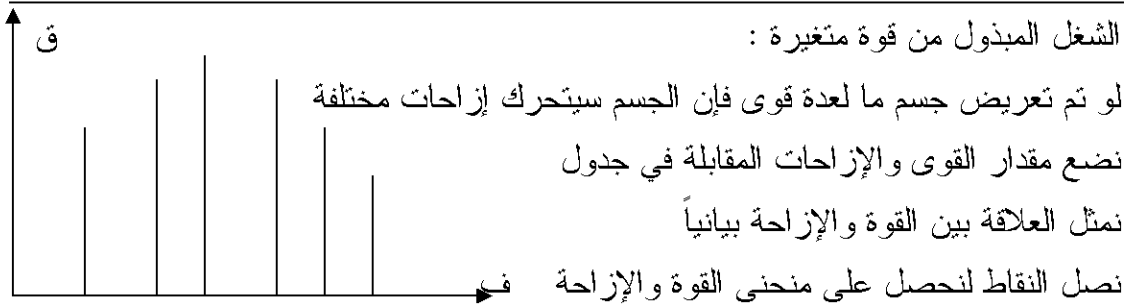 الشغل المبذول من قوة متغيرة :
ق
لو تم تعريض جسم ما لعدة قوى فإن الجسم سيتحرك إزاحات مختلفة
نضع مقدار القوى والإزاحات المقابلة في جدول
نمثل العلاقة بين القوة والإزاحة بيانياً
نصل النقاط لنحصل على منحنى القوة والإزاحة
ف